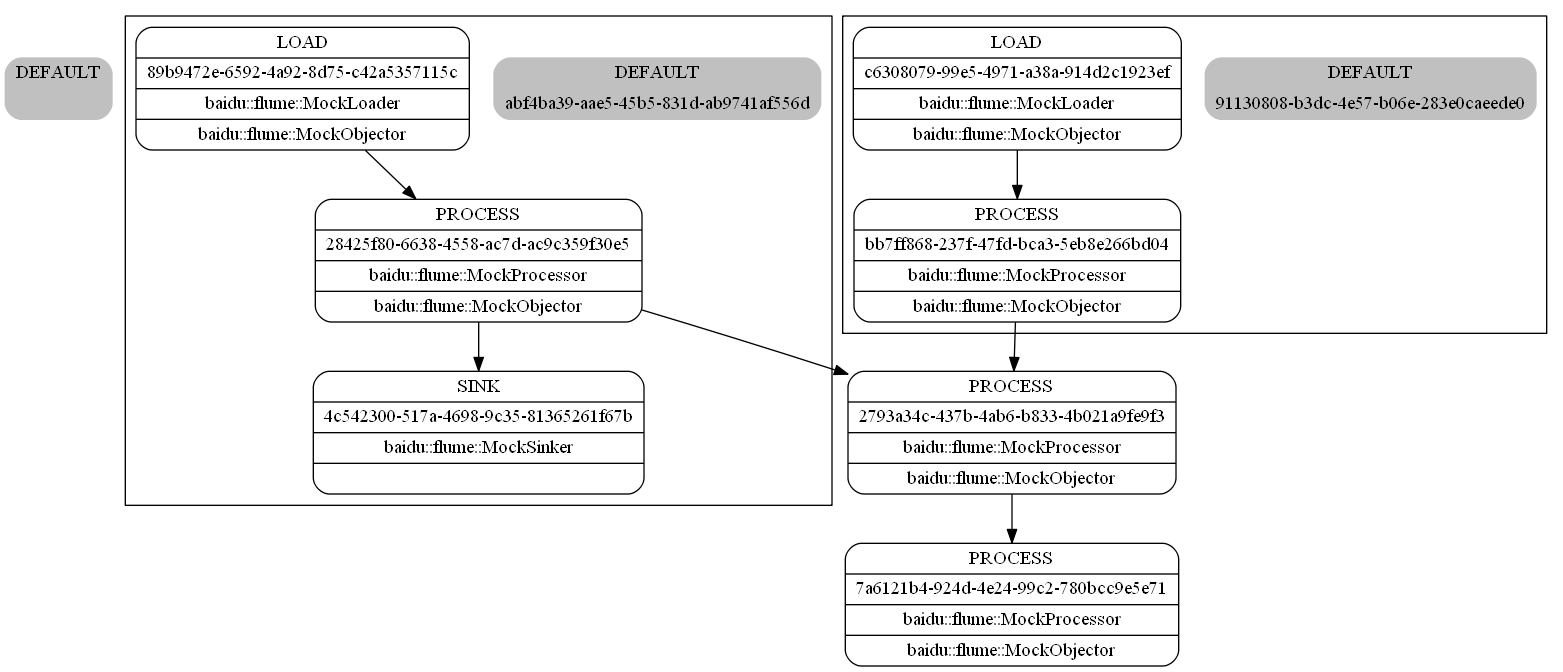 DEFAULT
LOAD
89b9472e-6592-4a92-8d75-c42a5357115c
baidu::flume::MockLoader
baidu::flume::MockObjector
DEFAULT
abf4ba39-aae5-45b5-831d-ab9741af556d
LOAD
c6308079-99e5-4971-a38a-914d2c1923ef
baidu::flume::MockLoader
baidu::flume::MockObjector
DEFAULT
91130808-b3dc-4e57-b06e-283e0caeede0
PROCESS
28425f80-6638-4558-ac7d-ac9c359f30e5
baidu::flume::MockProcessor
baidu::flume::MockObjector
PROCESS
bb7ff868-237f-47fd-bca3-5eb8e266bd04
baidu::flume::MockProcessor
baidu::flume::MockObjector
SINK
4c542300-517a-4698-9c35-81365261f67b
baidu::flume::MockSinker
PROCESS
2793a34c-437b-4ab6-b833-4b021a9fe9f3
baidu::flume::MockProcessor
baidu::flume::MockObjector
PROCESS
7a6121b4-924d-4e24-99c2-780bcc9e5e71
baidu::flume::MockProcessor
baidu::flume::MockObjector